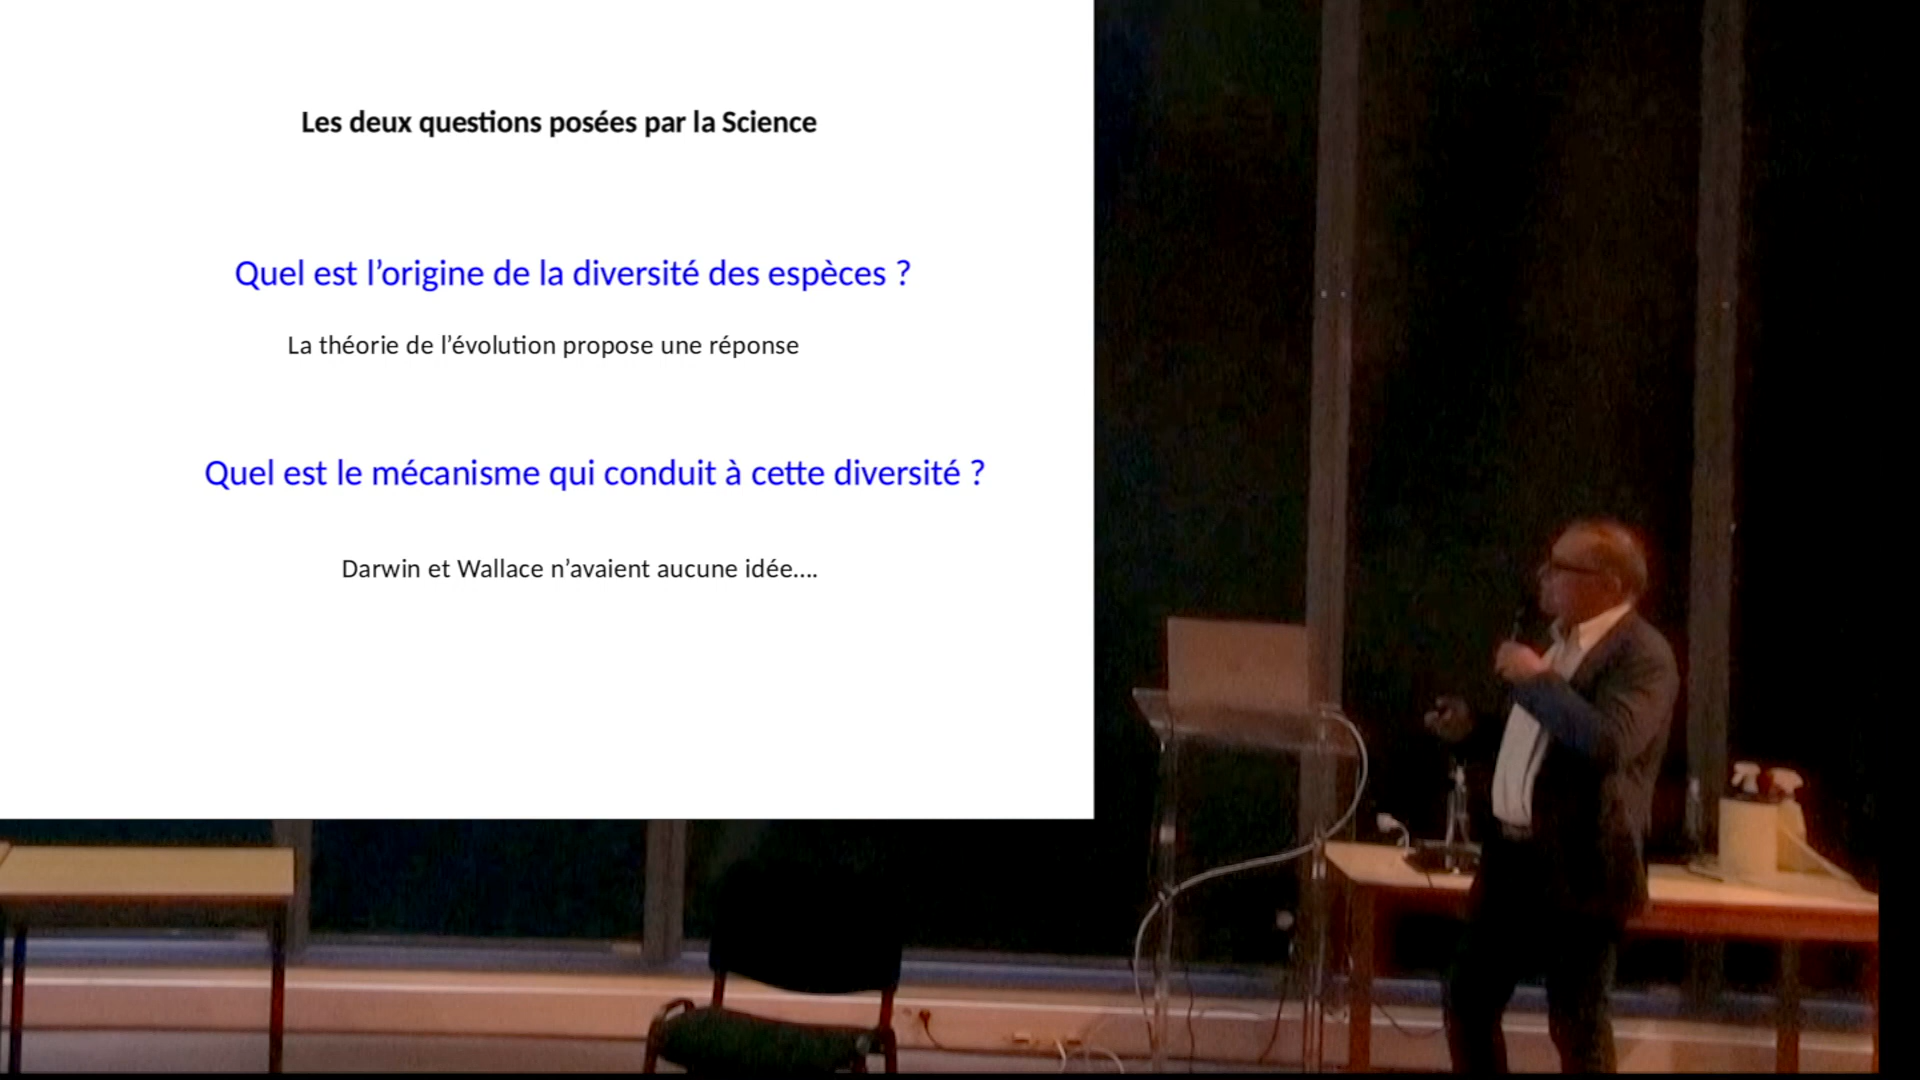 Les deux questions posées par la Science
Quel est l’origine de la diversité des espèces ?
La théorie de l’évolution propose une réponse
Quel est le mécanisme qui conduit à cette diversité ?
Darwin et Wallace n’avaient aucune idée....